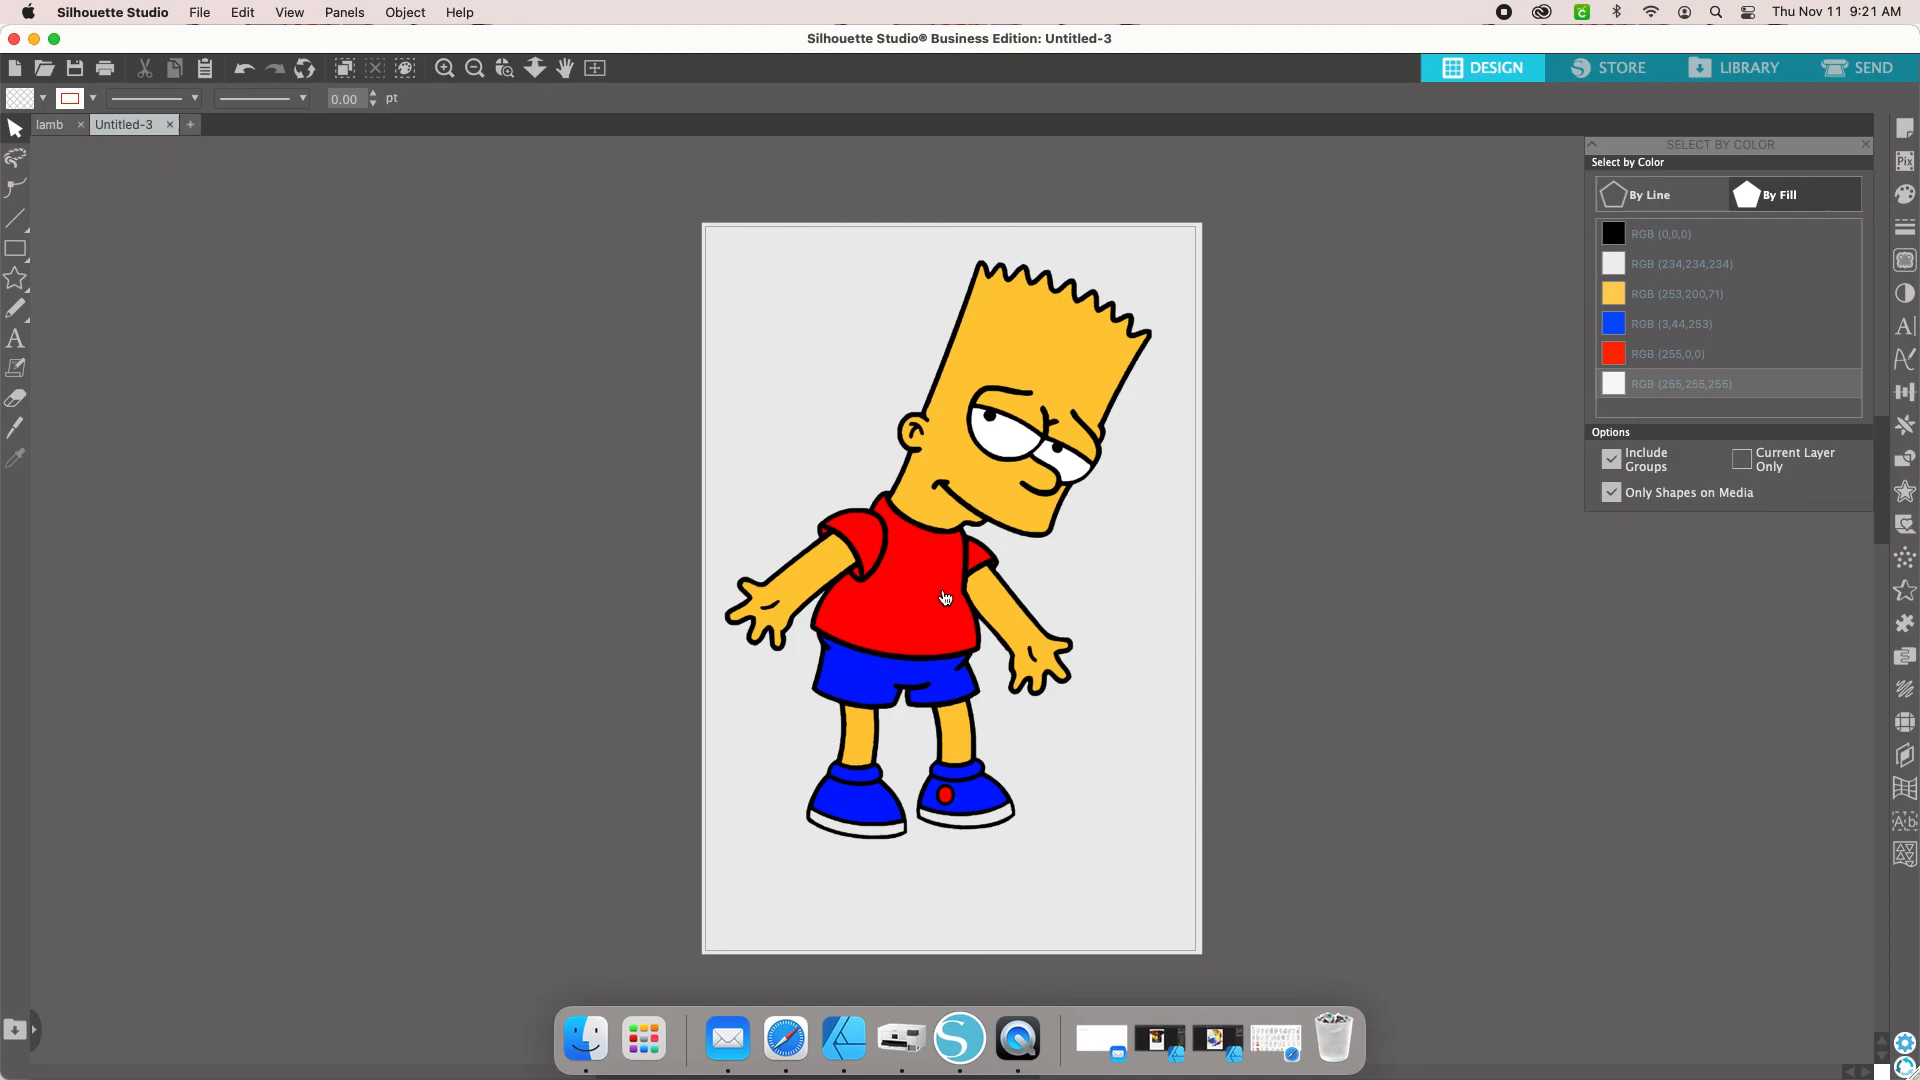 Silhouette Studio File Edit View Panels Object Help Thu Nov 11 9:21 AM
Silhouette Studio® Business Edition: Untitled-3
DESIGN STORE LIBRARY SEND
0.00 pt
lamb Untitled-3
SELECT BY COLOR
Select by Color
By Line By Fill
RGB (0,0,0)
RGB (234,234,234)
RGB (253,200,71)
RGB (3,44,253)
RGB (255,0,0)
RGB (255,255,255)
Options
Include Groups
Current Layer Only
Only Shapes on Media
Pix